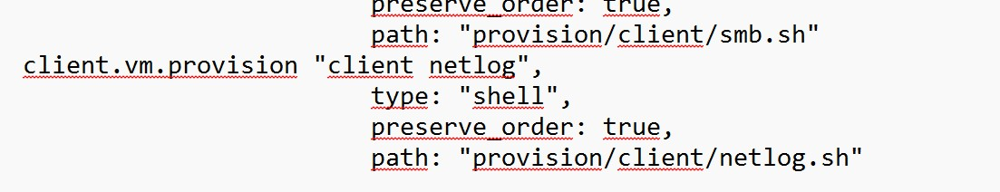 preserve_order: true,
path: "provision/client/smb.sh"
client.vm.provision "client netlog",
type: "shell",
preserve_order: true,
path: "provision/client/netlog.sh"